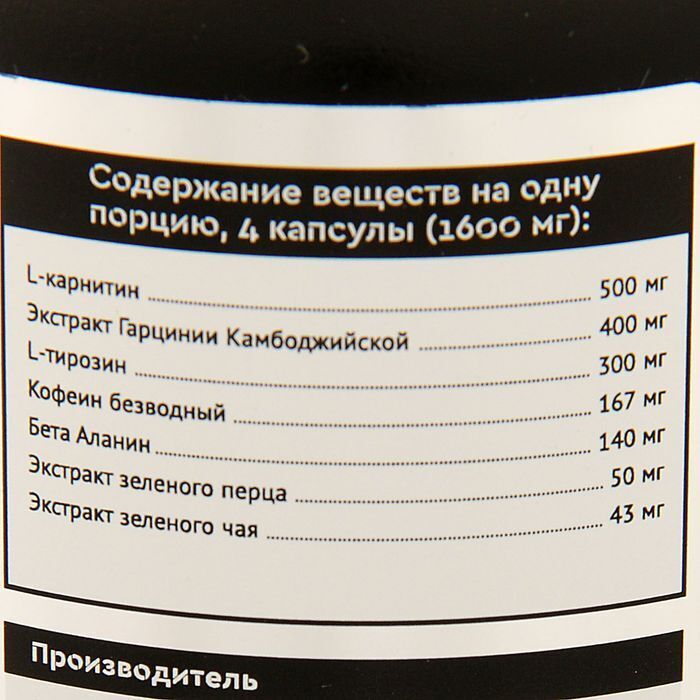 Содержание веществ на одну
порцию, 4 капсулы (1600 мг):
L-карнитин 500 мг
Экстракт Гарцинии Камбоджийской 400 мг
L-тирозин 300 мг
Кофеин безводный 167 мг
Бета Аланин 140 мг
Экстракт зеленого перца 50 мг
Экстракт зеленого чая 43 мг
Производитель